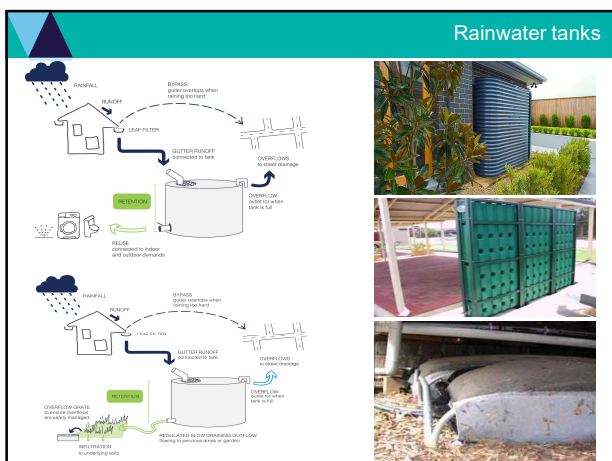 Rainwater tanks
RAINFALL
RUNOFF
BYPASS
gutter overtops when
raining too hard
LEAF FILTER
GUTTER RUNOFF
connected to tank
OVERFLOWS
to street drainage
RETENTION
OVERFLOW
outlet for when
tank is full
REUSE
connected to indoor
and outdoor demands
RAINFALL
RUNOFF
BYPASS
gutter overtops when
raining too hard
LEAF FILTER
GUTTER RUNOFF
connected to tank
OVERFLOWS
to street drainage
RETENTION
OVERFLOW
outlet for when
tank is full
OVERFLOW GRATE
to ensure overflows
are safely managed
REGULATED SLOW DRAINING OUTFLOW
flowing to pervious areas or garden
INFILTRATION
to underlying soils